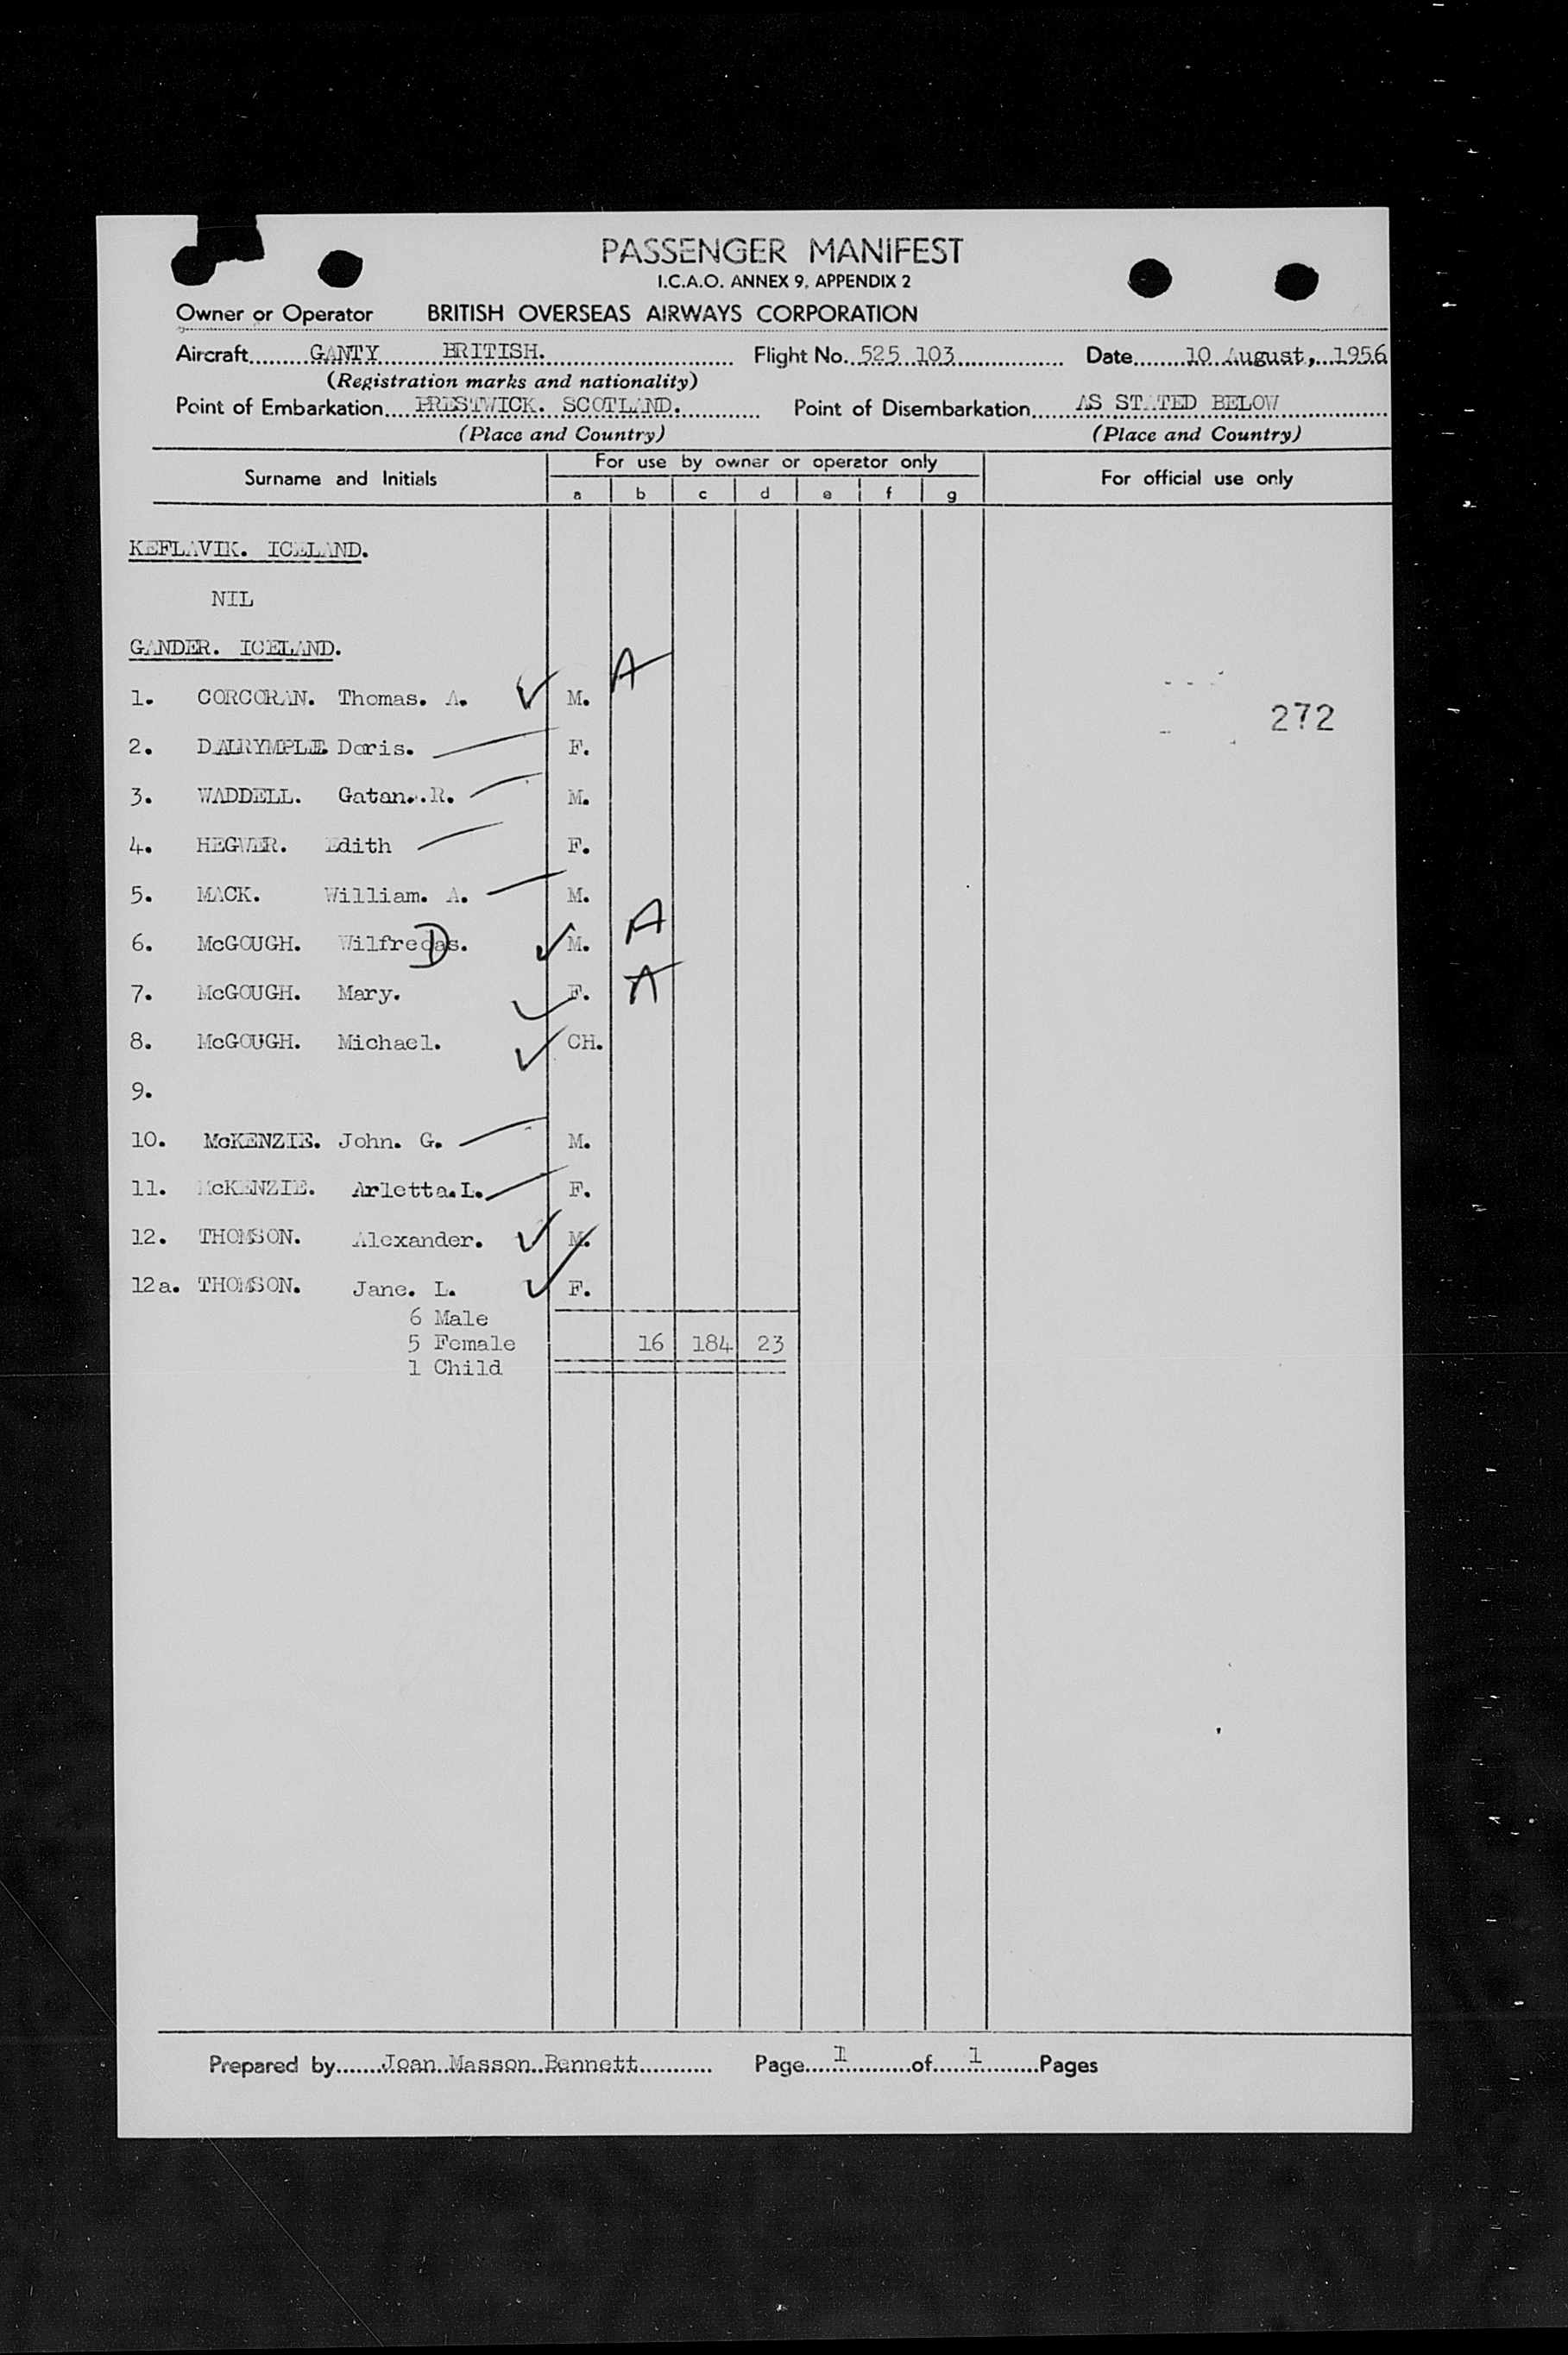 PASSENGER MANIFEST
I.C.A.O. ANNEX 9, APPENDIX 2
Owner or Operator BRITISH OVERSEAS AIRWAYS CORPORATION
Aircraft GANTY BRITISH. Flight No. 525 103 Date 10 August, 1956
(Registration marks and nationality)
Point of Embarkation PRESTWICK. SCOTLAND. Point of Disembarkation AS STATED BELOW
(Place and Country) (Place and Country)
Surname and Initials For use by owner or operator only For official use only
a b c d e f g
KEFLAVIK. ICELAND.
NIL
GANDER. ICELAND.
1. CORCORAN. Thomas. A. M. A
272
2. DALRYMPLE. Doris. F.
3. WADDELL. Gatan..R. M.
4. HEGWER. Edith F.
5. MACK. William. A. M.
6. McGOUGH. D M. A
7. McGOUGH. Mary. F. A
8. McGOUGH. Michael. CH.
9.
10. McKENZIE. John. G. M.
11. McKENZIE. Arletta.L. F.
12. THOMSON. Alexander. M.
12a. THOMSON. Jane. L. F.
6 Male
5 Female 16 184 23
1 Child
Prepared by Joan Masson Bennett Page 1 of 1 Pages